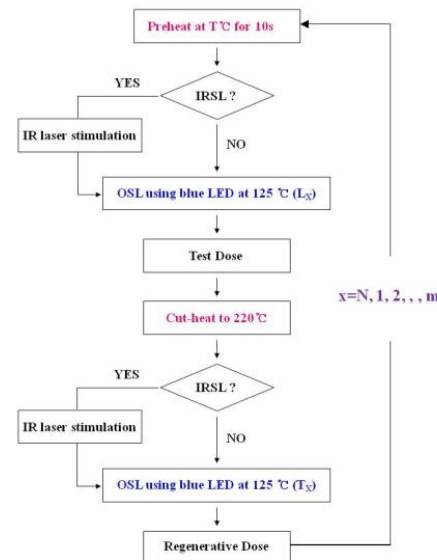 Preheat at T℃ for 10s
YES
IRSL ?
IR laser stimulation
NO
OSL using blue LED at 125 ℃ (Lₓ)
Test Dose
x=N, 1, 2, , , m
Cut-heat to 220℃
YES
IRSL ?
IR laser stimulation
NO
OSL using blue LED at 125 ℃ (Tₓ)
Regenerative Dose